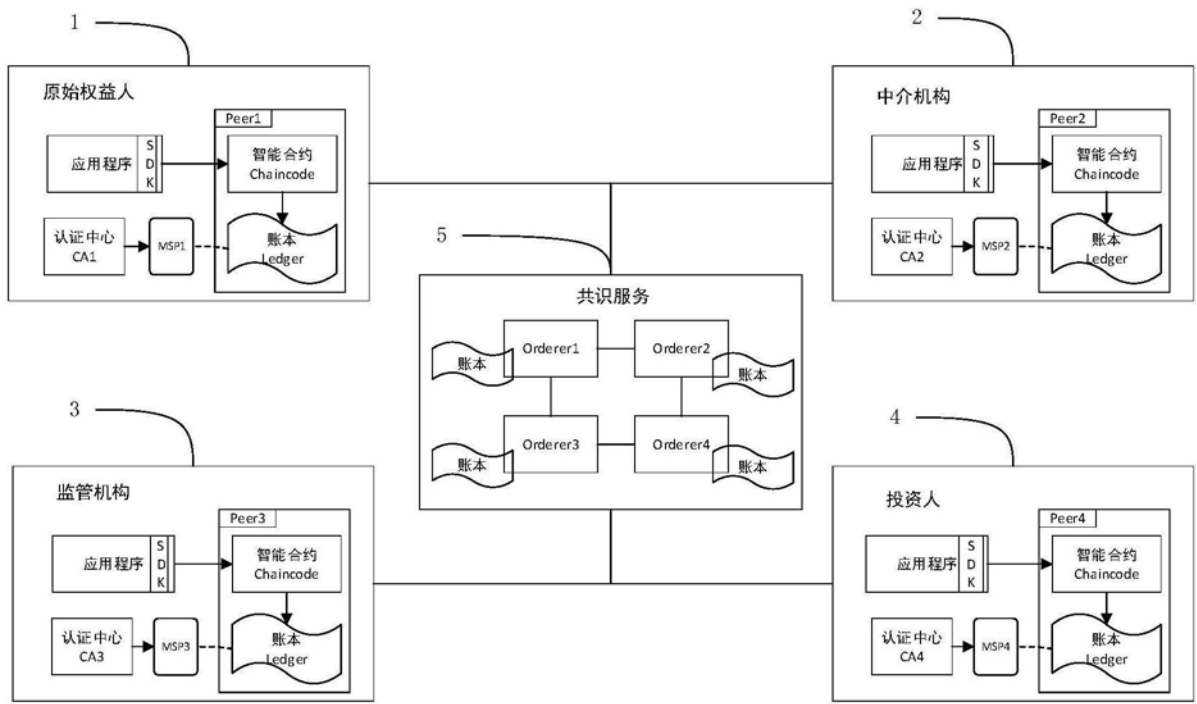 1
原始权益人
Peer1
应用程序
S
D
K
智能合约
Chaincode
认证中心
CA1
MSP1
账本
Ledger
2
中介机构
Peer2
应用程序
S
D
K
智能合约
Chaincode
认证中心
CA2
MSP2
账本
Ledger
5
共识服务
Orderer1
Orderer2
账本
账本
Orderer3
Orderer4
账本
账本
3
监管机构
Peer3
应用程序
S
D
K
智能合约
Chaincode
认证中心
CA3
MSP3
账本
Ledger
4
投资人
Peer4
应用程序
S
D
K
智能合约
Chaincode
认证中心
CA4
MSP4
账本
Ledger